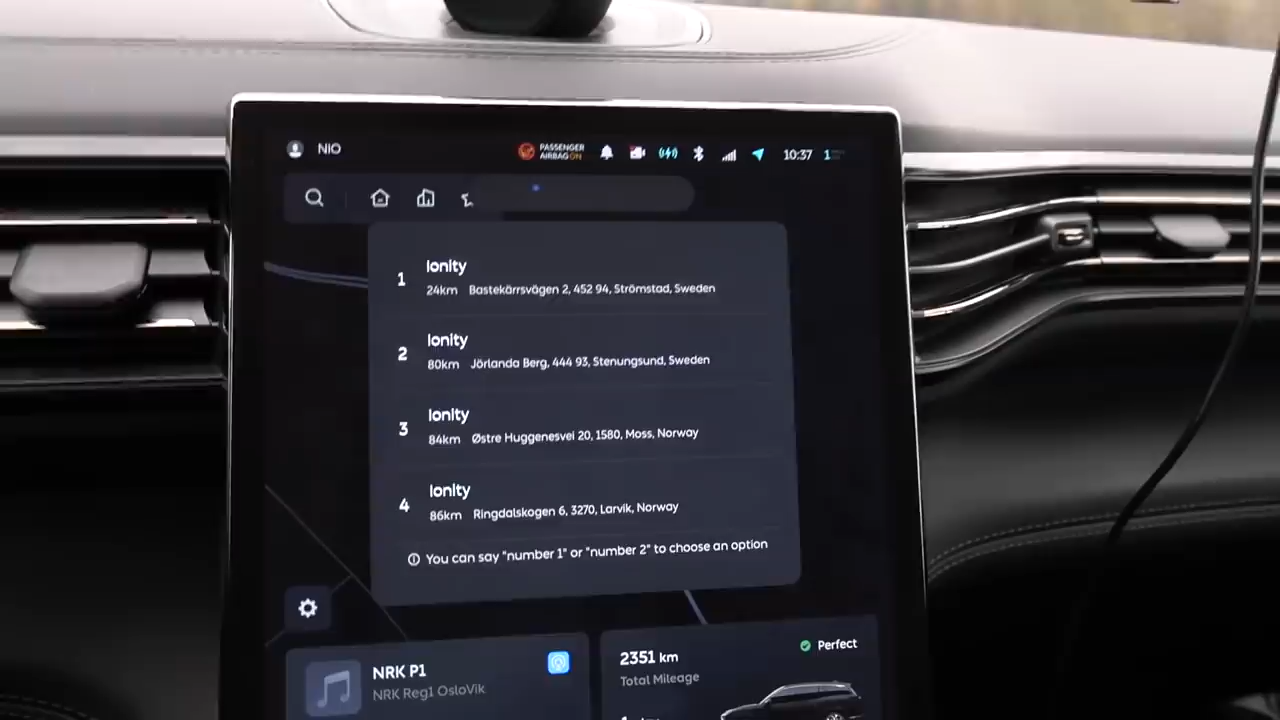 NIO
PASSENGER
AIRBAG ON
10:37
1
Ionity
24km Bastekärrsvägen 2, 452 94, Strömstad, Sweden
2
Ionity
80km Jörlanda Berg, 444 93, Stenungsund, Sweden
3
Ionity
84km Østre Huggenesvei 20, 1580, Moss, Norway
4
Ionity
86km Ringdalskogen 6, 3270, Larvik, Norway
You can say "number 1" or "number 2" to choose an option
NRK P1
NRK Reg1 OsloVik
2351 km
Total Mileage
Perfect